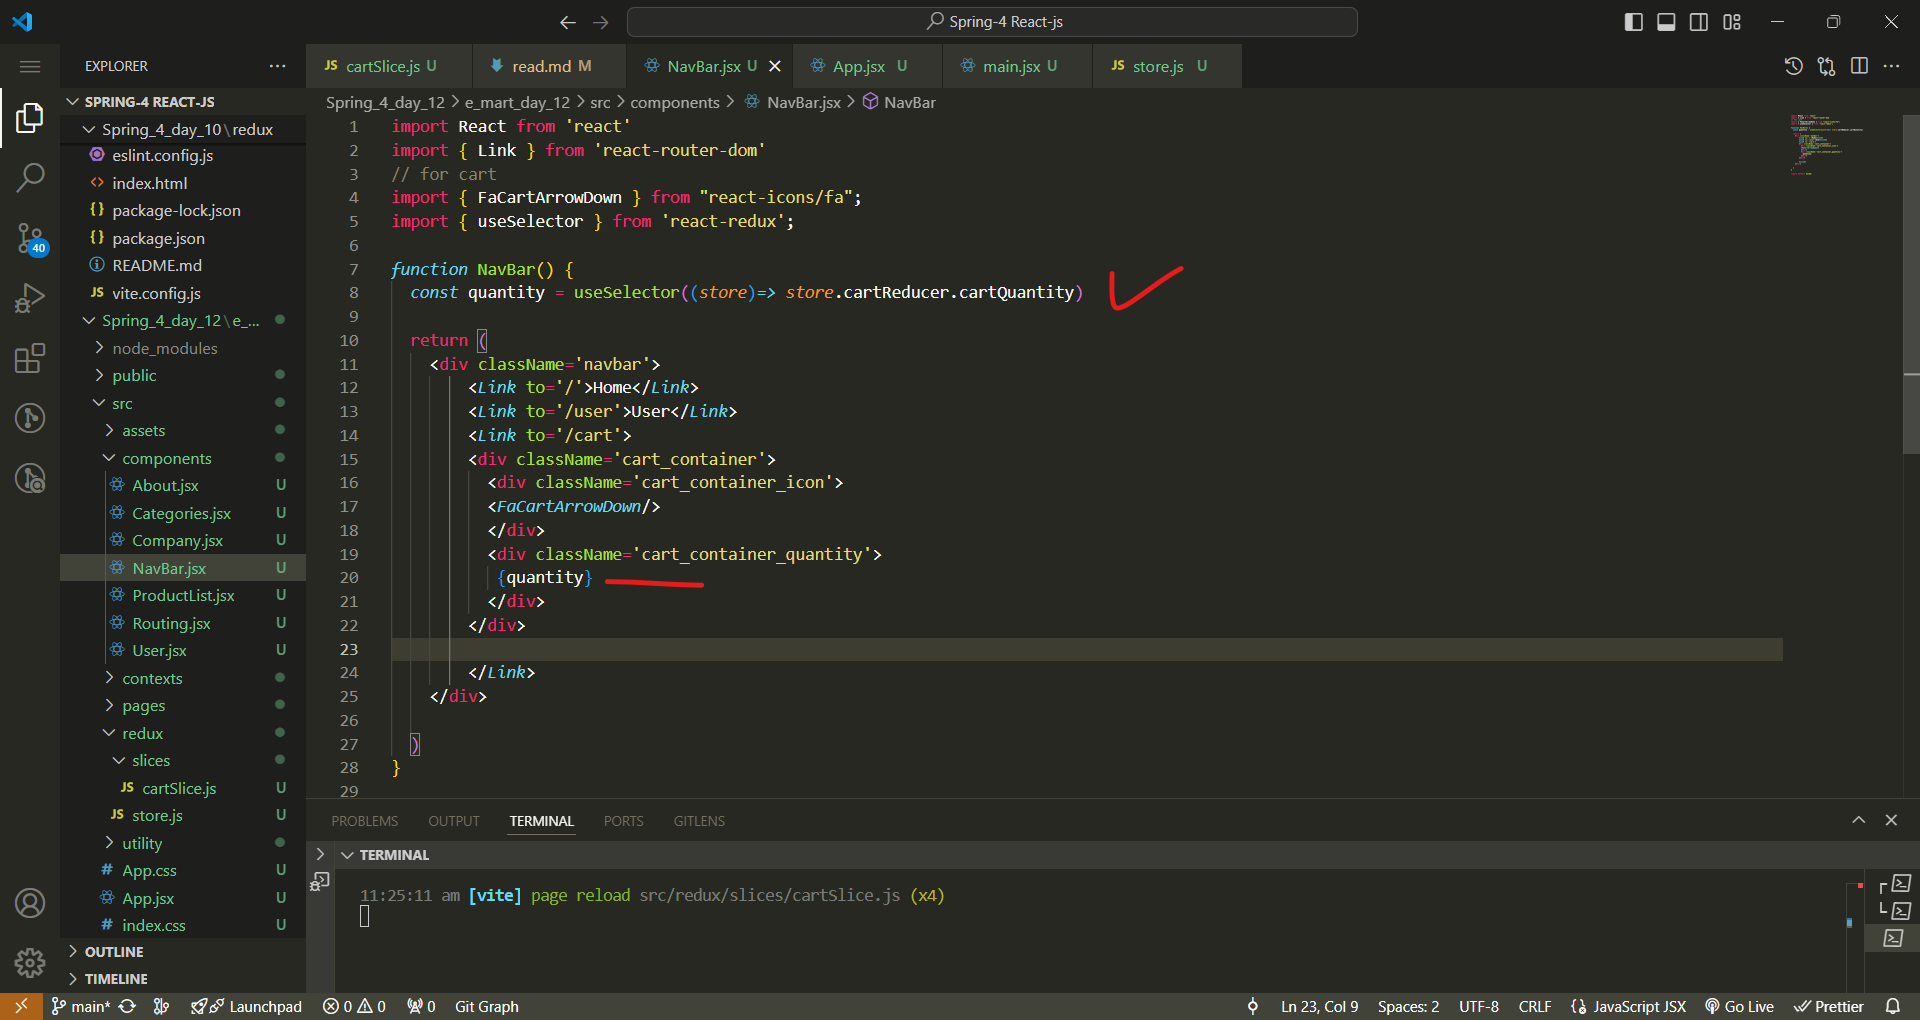 Spring-4 React-js
EXPLORER
SPRING-4 REACT-JS
Spring_4_day_10\redux
eslint.config.js
index.html
package-lock.json
package.json
README.md
vite.config.js
Spring_4_day_12\e_...
node_modules
public
src
assets
components
About.jsx U
Categories.jsx U
Company.jsx U
NavBar.jsx U
ProductList.jsx U
Routing.jsx U
User.jsx U
contexts
pages
redux
slices
JS cartSlice.js U
JS store.js U
utility
# App.css U
App.jsx U
# index.css U
OUTLINE
TIMELINE
40
JS cartSlice.js U
read.md M
NavBar.jsx U
App.jsx U
main.jsx U
JS store.js U
Spring_4_day_12 > e_mart_day_12 > src > components > NavBar.jsx > NavBar
1 import React from 'react'
2 import { Link } from 'react-router-dom'
3 // for cart
4 import { FaCartArrowDown } from "react-icons/fa";
5 import { useSelector } from 'react-redux';
6
7 function NavBar() {
8 const quantity = useSelector((store)=> store.cartReducer.cartQuantity)
9
10 return (
11 <div className='navbar'>
12 <Link to='/'>Home</Link>
13 <Link to='/user'>User</Link>
14 <Link to='/cart'>
15 <div className='cart_container'>
16 <div className='cart_container_icon'>
17 <FaCartArrowDown/>
18 </div>
19 <div className='cart_container_quantity'>
20 {quantity}
21 </div>
22 </div>
23
24 </Link>
25 </div>
26
27 )
28 }
29
PROBLEMS OUTPUT TERMINAL PORTS GITLENS
TERMINAL
11:25:11 am [vite] page reload src/redux/slices/cartSlice.js (x4)
main* Launchpad 0 0 0 Git Graph Ln 23, Col 9 Spaces: 2 UTF-8 CRLF {} JavaScript JSX Go Live Prettier